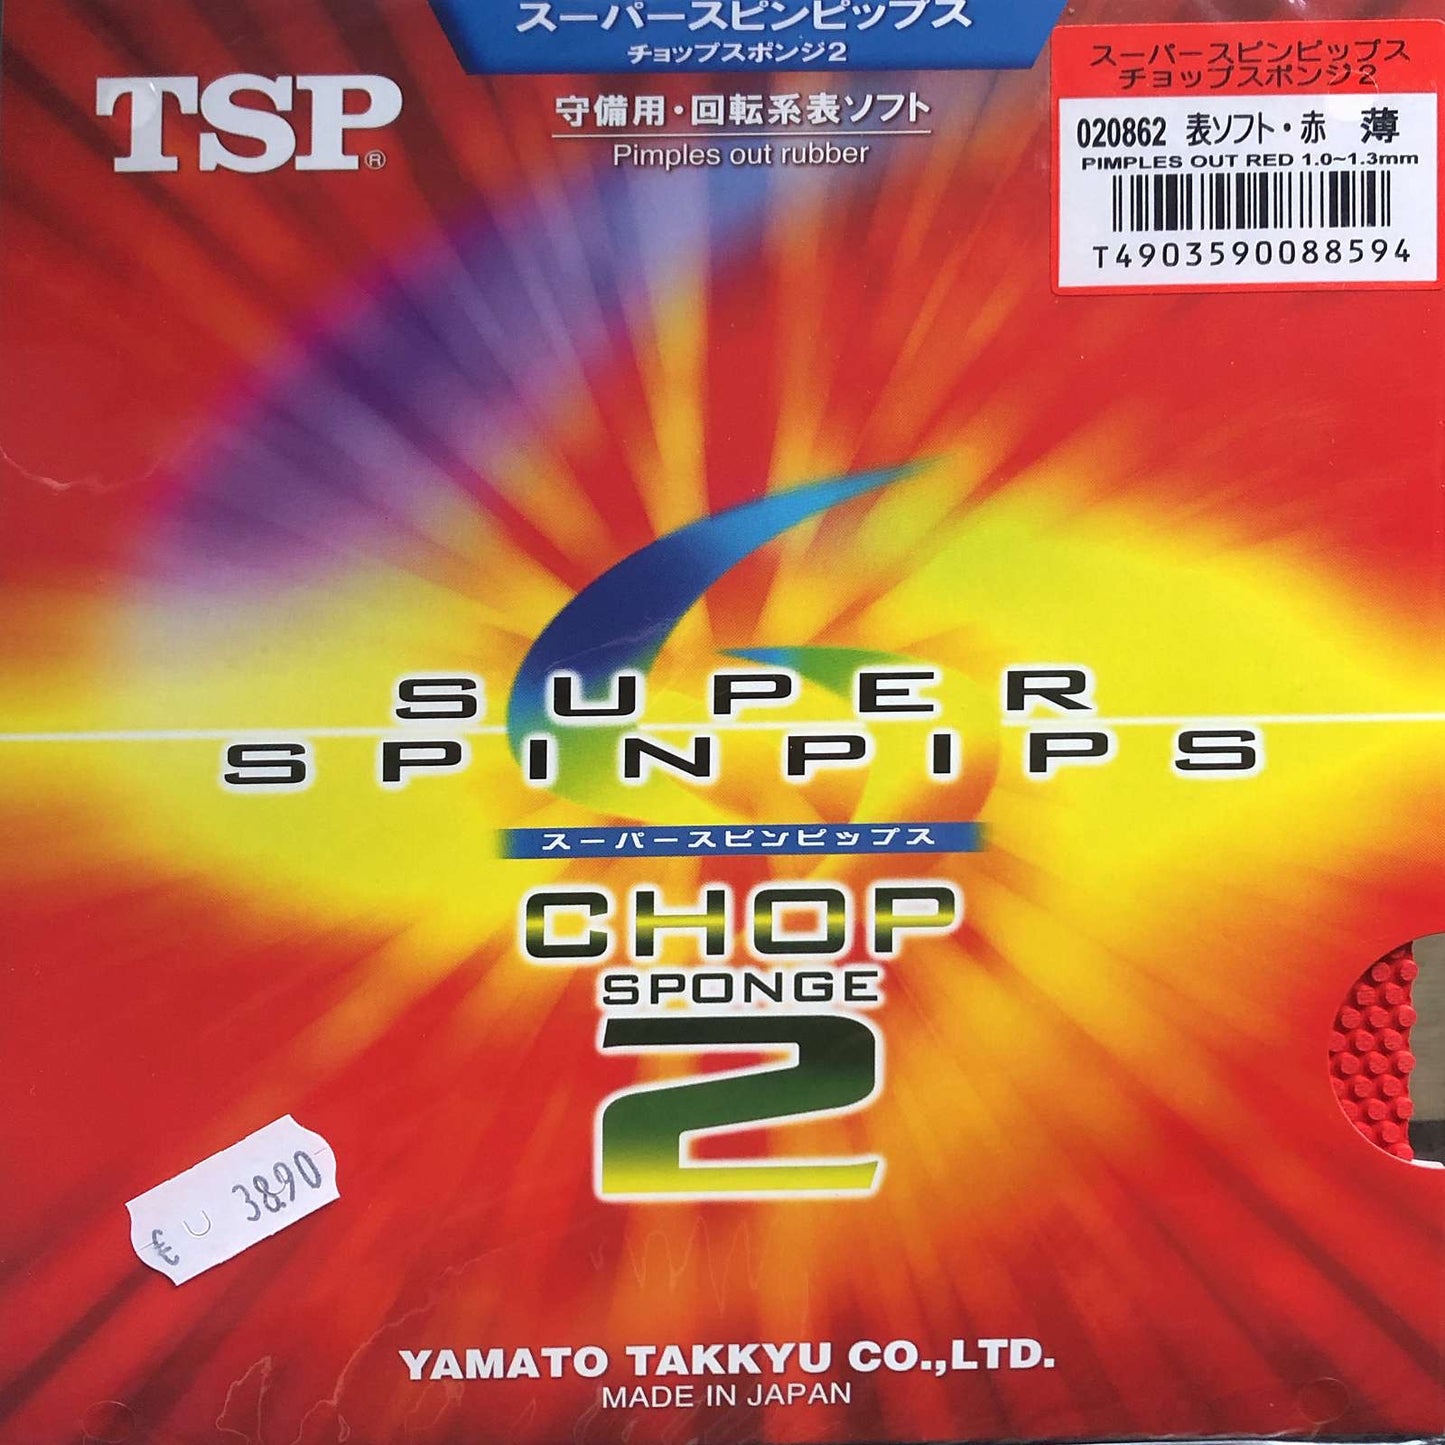 スーパースピンピップス
チョップスポンジ2
TSP®
守備用・回転系表ソフト
Pimples out rubber
スーパースピンピップス
チョップスポンジ2
020862 表ソフト・赤 薄
PIMPLES OUT RED 1.0~1.3mm
T4903590088594
SUPER
SPINPIPS
スーパースピンピップス
CHOP
SPONGE
2
€ 38.90
YAMATO TAKKYU CO.,LTD.
MADE IN JAPAN